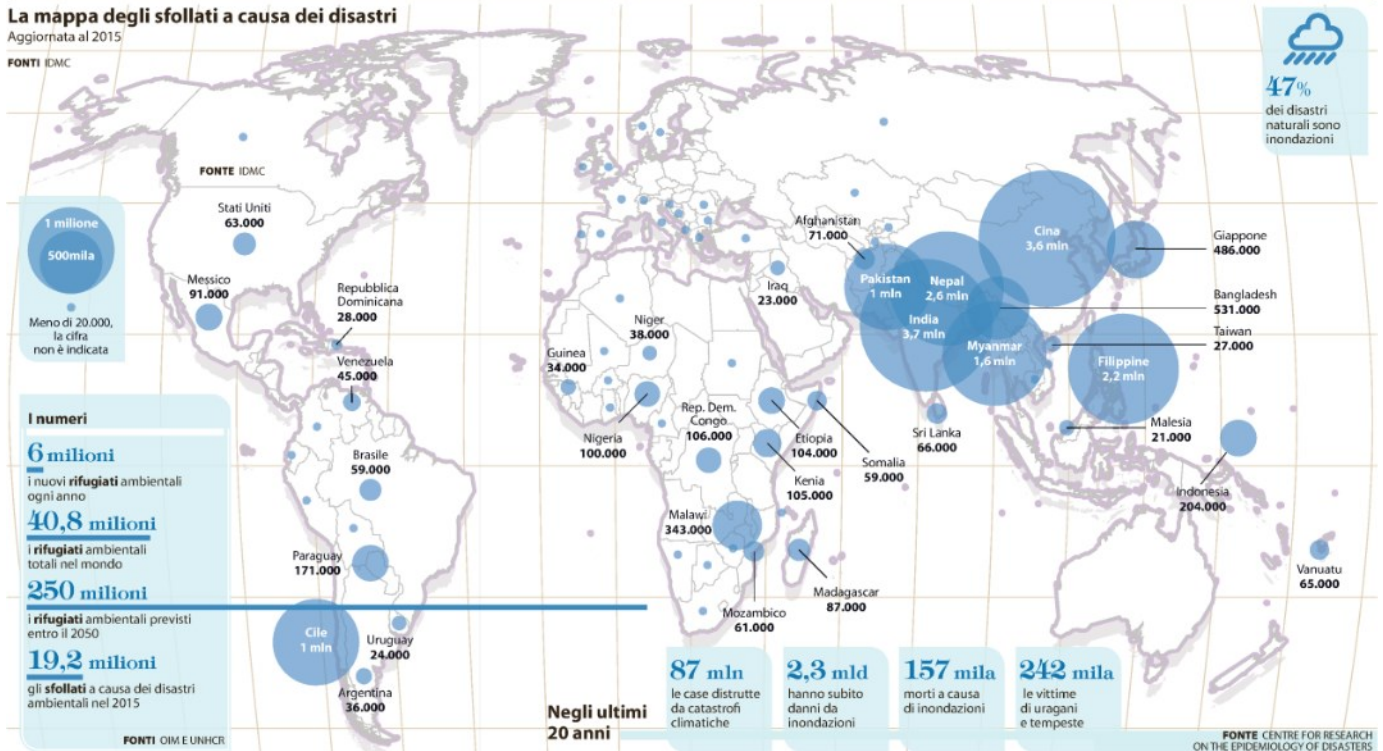 La mappa degli sfollati a causa dei disastri
Aggiornata al 2015
FONTI IDMC
47%
dei disastri
naturali sono
inondazioni
FONTE IDMC
1 milione
500mila
Meno di 20.000,
la cifra
non è indicata
Stati Uniti
63.000
Messico
91.000
Repubblica
Dominicana
28.000
Venezuela
45.000
Brasile
59.000
Paraguay
171.000
Cile
1 mln
Uruguay
24.000
Argentina
36.000
Guinea
34.000
Niger
38.000
Nigeria
100.000
Rep. Dem.
Congo
106.000
Etiopia
104.000
Kenia
105.000
Somalia
59.000
Malawi
343.000
Mozambico
61.000
Madagascar
87.000
Iraq
23.000
Afghanistan
71.000
Pakistan
1 mln
Nepal
2,6 mln
India
3,7 mln
Myanmar
1,6 mln
Cina
3,6 mln
Giappone
486.000
Bangladesh
531.000
Taiwan
27.000
Filippine
2,2 mln
Sri Lanka
66.000
Malesia
21.000
Indonesia
204.000
Vanuatu
65.000
I numeri
6 milioni
i nuovi rifugiati ambientali
ogni anno
40,8 milioni
i rifugiati ambientali
totali nel mondo
250 milioni
i rifugiati ambientali previsti
entro il 2050
19,2 milioni
gli sfollati a causa dei disastri
ambientali nel 2015
FONTI OIM E UNHCR
Negli ultimi
20 anni
87 mln
le case distrutte
da catastrofi
climatiche
2,3 mld
hanno subito
danni da
inondazioni
157 mila
morti a causa
di inondazioni
242 mila
le vittime
di uragani
e tempeste
FONTE CENTRE FOR RESEARCH
ON THE EPIDEMIOLOGY OF DISASTERS